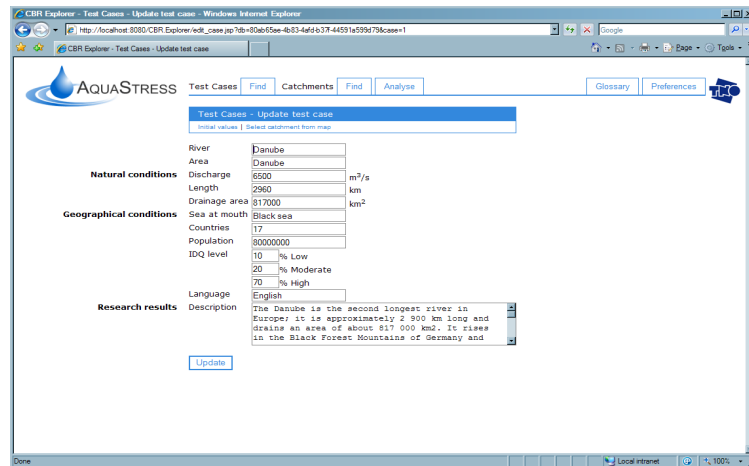 CBR Explorer - Test Cases - Update test case - Windows Internet Explorer
http://localhost:8080/CBR.Explorer/edit_case.jsp?db=80ab65ae-4b83-4afd-b37f-44591a599d79&case=1
Google
CBR Explorer - Test Cases - Update test case
Page
Tools
AQUASTRESS
Test Cases Find Catchments Find Analyse Glossary Preferences
TNO
Test Cases - Update test case
Initial values | Select catchment from map
River Danube
Area Danube
Natural conditions Discharge 6500 m3/s
Length 2960 km
Drainage area 817000 km2
Geographical conditions Sea at mouth Black sea
Countries 17
Population 80000000
IDQ level 10 % Low
20 % Moderate
70 % High
Language English
Research results Description The Danube is the second longest river in
Europe; it is approximately 2 900 km long and
drains an area of about 817 000 km2. It rises
in the Black Forest Mountains of Germany and
Update
Done Local intranet 100%